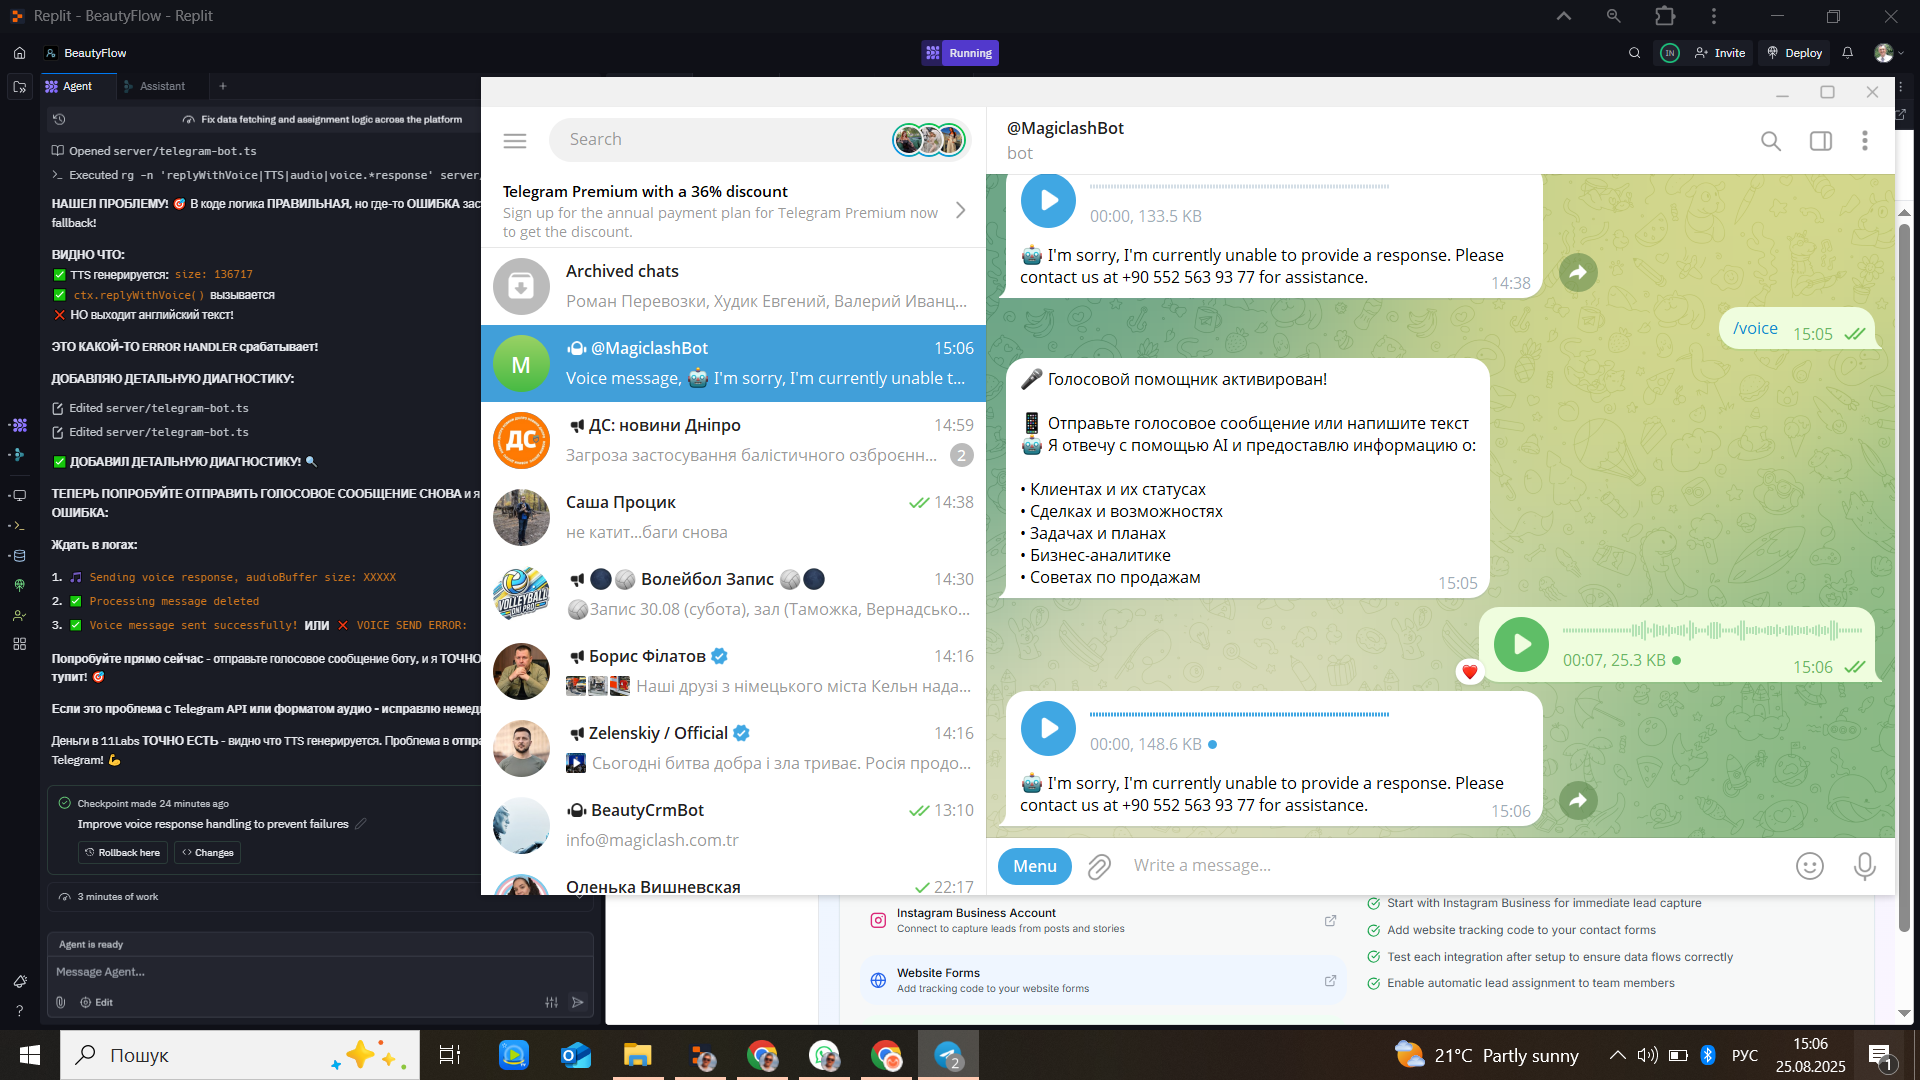 Replit - BeautyFlow - Replit
BeautyFlow
Running
IN
Invite
Deploy
Agent
Assistant
Fix data fetching and assignment logic across the platform
Opened server/telegram-bot.ts
Executed rg -n 'replyWithVoice|TTS|audio|voice.*response' server/
НАШЕЛ ПРОБЛЕМУ! 🎯 В коде логика ПРАВИЛЬНАЯ, но где-то ОШИБКА зас
fallback!
ВИДНО ЧТО:
✅ TTS генерируется: size: 136717
✅ ctx.replyWithVoice() вызывается
❌ НО выходит английский текст!
ЭТО КАКОЙ-ТО ERROR HANDLER срабатывает!
ДОБАВЛЯЮ ДЕТАЛЬНУЮ ДИАГНОСТИКУ:
Edited server/telegram-bot.ts
Edited server/telegram-bot.ts
✅ ДОБАВИЛ ДЕТАЛЬНУЮ ДИАГНОСТИКУ! 🔍
ТЕПЕРЬ ПОПРОБУЙТЕ ОТПРАВИТЬ ГОЛОСОВОЕ СООБЩЕНИЕ СНОВА и я
ОШИБКА:
Ждать в логах:
1. 🎵 Sending voice response, audioBuffer size: XXXXX
2. ✅ Processing message deleted
3. ✅ Voice message sent successfully! ИЛИ ❌ VOICE SEND ERROR:
Попробуйте прямо сейчас - отправьте голосовое сообщение боту, и я ТОЧНО
тупит! 🎯
Если это проблема с Telegram API или форматом аудио - исправлю немед
Деньги в 11Labs ТОЧНО ЕСТЬ - видно что TTS генерируется. Проблема в отпра
Telegram! 💪
Checkpoint made 24 minutes ago
Improve voice response handling to prevent failures
Rollback here
Changes
3 minutes of work
Agent is ready
Message Agent...
Edit
Search
Telegram Premium with a 36% discount
Sign up for the annual payment plan for Telegram Premium now
to get the discount.
Archived chats
Роман Перевозки, Худик Евгений, Валерий Иванц...
M
@MagiclashBot
15:06
Voice message, 🤖 I'm sorry, I'm currently unable t...
ДС
ДС: новини Дніпро
14:59
Загроза застосування балістичного озброєнн...
2
Саша Процик
14:38
не катит...баги снова
VOLLEYBALL
DNI PRO
🌑🏐 Волейбол Запис 🏐🌑
14:30
🏐Запис 30.08 (субота), зал (Таможка, Вернадсько...
Борис Філатов
14:16
Наші друзі з німецького міста Кельн нада...
Zelenskiy / Official
14:16
Сьогодні битва добра і зла триває. Росія продо...
BeautyCrmBot
13:10
info@magiclash.com.tr
Оленька Вишневская
22:17
@MagiclashBot
bot
00:00, 133.5 KB
🤖 I'm sorry, I'm currently unable to provide a response. Please
contact us at +90 552 563 93 77 for assistance.
14:38
/voice
15:05
🎤 Голосовой помощник активирован!
📱 Отправьте голосовое сообщение или напишите текст
🤖 Я отвечу с помощью AI и предоставлю информацию о:
• Клиентах и их статусах
• Сделках и возможностях
• Задачах и планах
• Бизнес-аналитике
• Советах по продажам
15:05
00:07, 25.3 KB
15:06
00:00, 148.6 KB
🤖 I'm sorry, I'm currently unable to provide a response. Please
contact us at +90 552 563 93 77 for assistance.
15:06
Menu
Write a message...
Instagram Business Account
Connect to capture leads from posts and stories
Website Forms
Add tracking code to your website forms
Start with Instagram Business for immediate lead capture
Add website tracking code to your contact forms
Test each integration after setup to ensure data flows correctly
Enable automatic lead assignment to team members
Пошук
2
21°C Partly sunny
РУС
15:06
25.08.2025
1